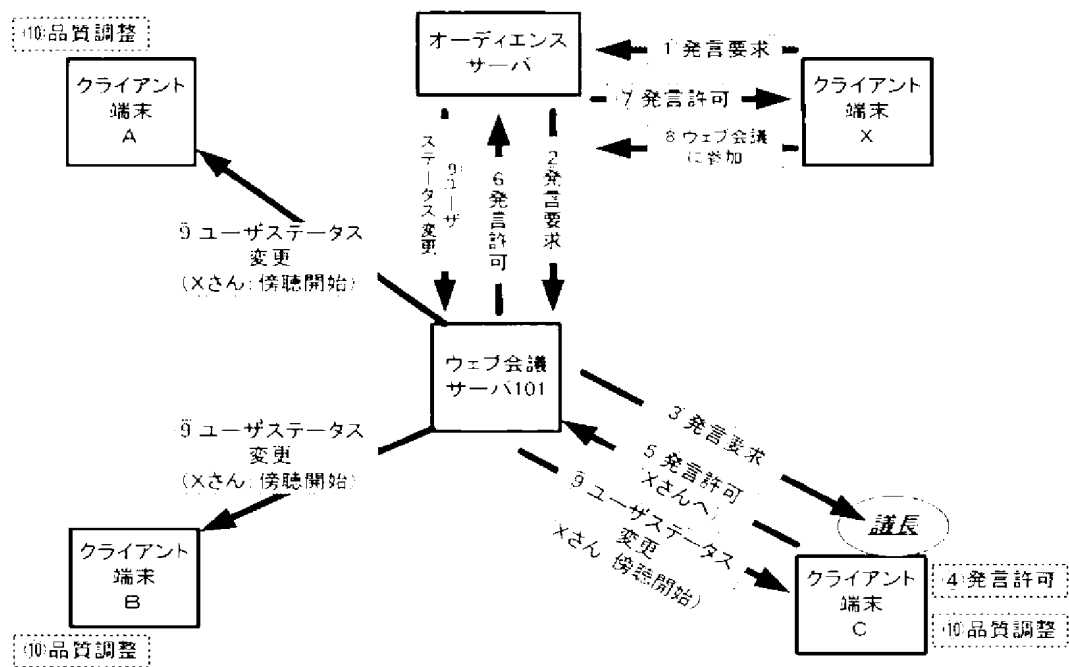 (10)品質調整
クライアント
端末
A
オーディエンス
サーバ
1 発言要求
7 発言許可
8 ウェブ会議
に参加
クライアント
端末
X
9 ユーザ
ステータス変更
6 発言許可
2 発言要求
9 ユーザステータス
変更
(Xさん:傍聴開始)
ウェブ会議
サーバ101
9 ユーザステータス
変更
(Xさん:傍聴開始)
3 発言要求
5 発言許可
(Xさんへ)
9 ユーザステータス
変更
Xさん 傍聴開始)
議長
クライアント
端末
B
(10)品質調整
クライアント
端末
C
(4)発言許可
(10)品質調整